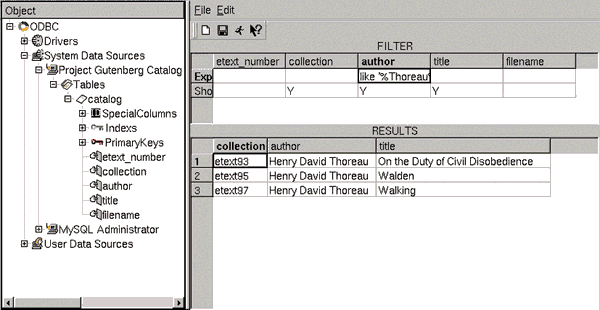 Object
ODBC
Drivers
System Data Sources
Project Gutenberg Catalog
Tables
catalog
SpecialColumns
Indexs
PrimaryKeys
etext_number
collection
author
title
filename
MySQL Administrator
User Data Sources
File Edit
FILTER
etext_number collection author title filename
Exp like '%Thoreau'
Sho Y Y Y
RESULTS
collection author title
1 etext93 Henry David Thoreau On the Duty of Civil Disobedience
2 etext95 Henry David Thoreau Walden
3 etext97 Henry David Thoreau Walking